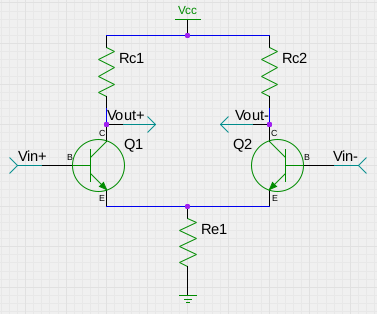 Vcc
Rc1
Rc2
Vout+
Vout-
C
C
Q1
Q2
Vin+
B
B
Vin-
E
E
Re1